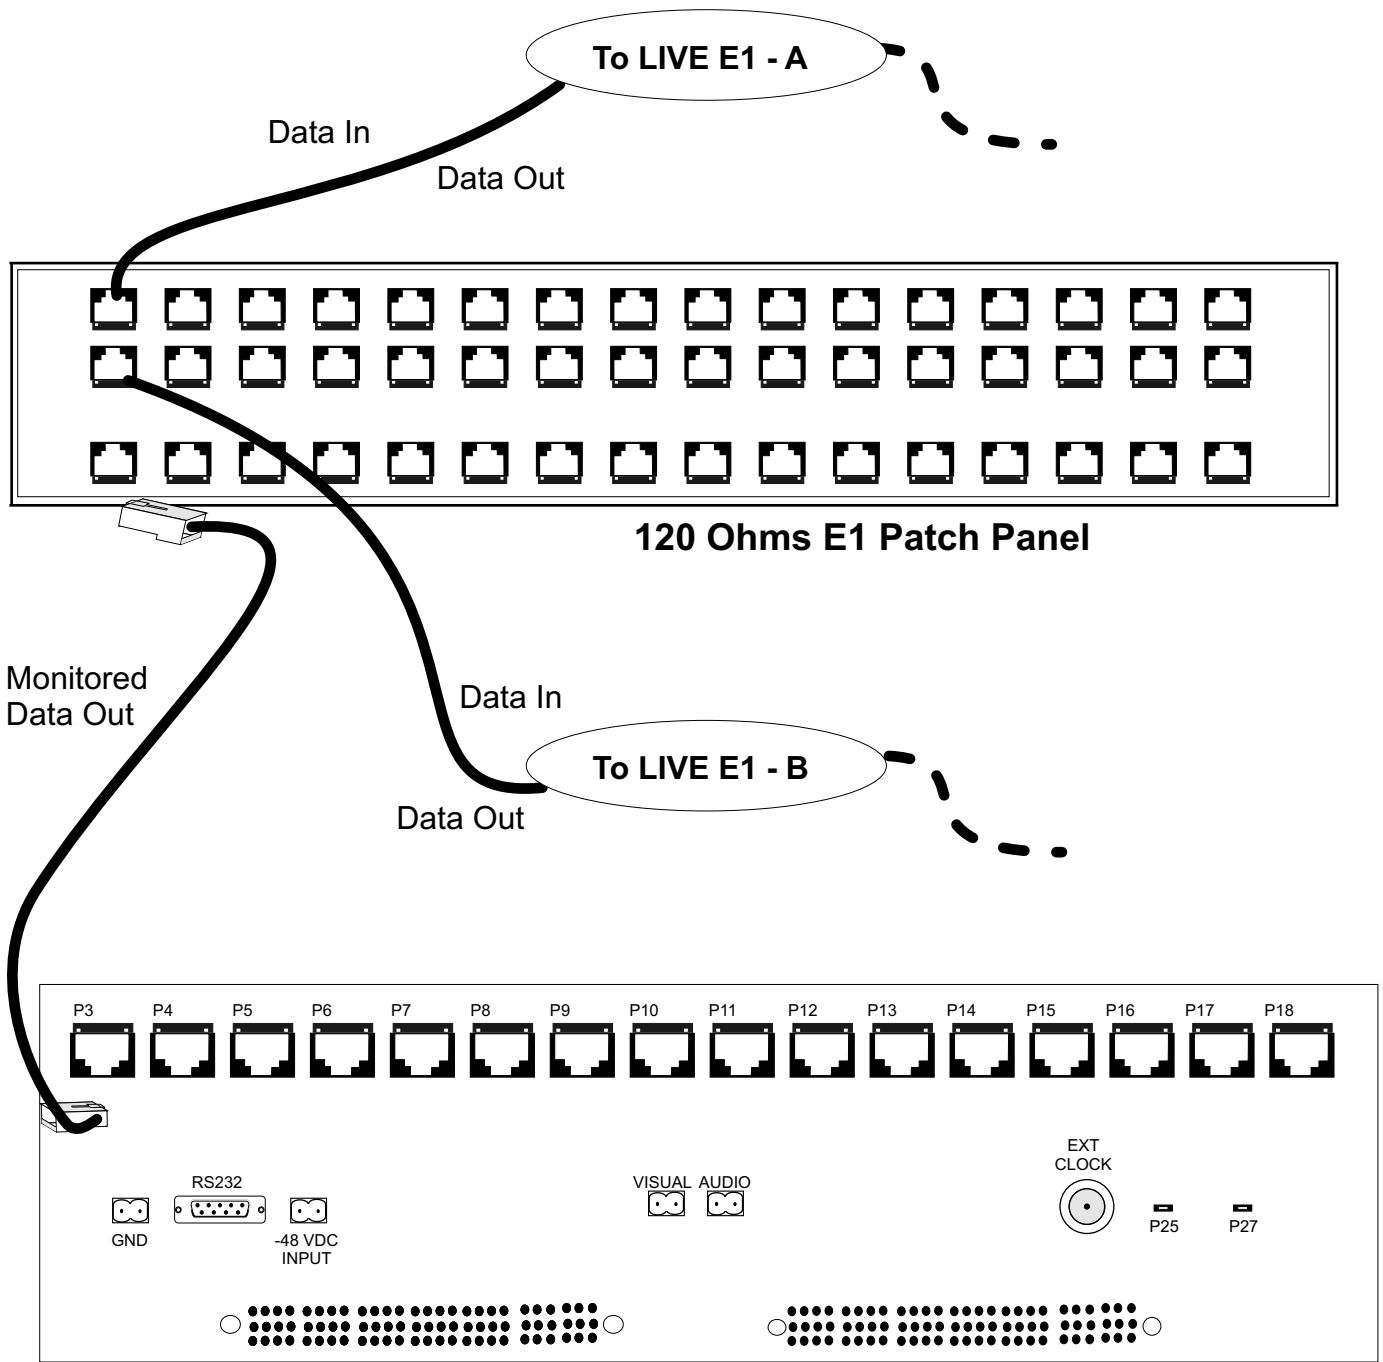 To LIVE E1 - A
Data In
Data Out
120 Ohms E1 Patch Panel
Monitored
Data Out
Data In
To LIVE E1 - B
Data Out
P3 P4 P5 P6 P7 P8 P9 P10 P11 P12 P13 P14 P15 P16 P17 P18
EXT
CLOCK
RS232
VISUAL AUDIO
GND
-48 VDC
INPUT
P25 P27